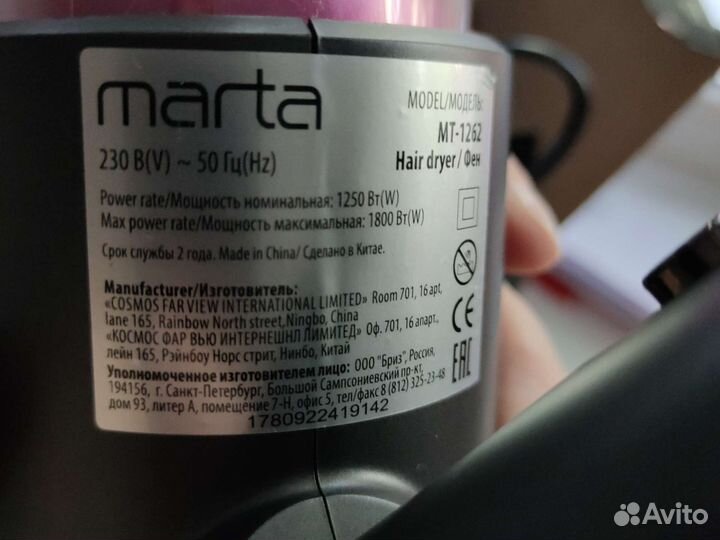 marta
MODEL/МОДЕЛЬ:
MT-1262
Hair dryer/Фен
230 В(V) ~ 50 Гц(Hz)
Power rate/Мощность номинальная: 1250 Вт(W)
Max power rate/Мощность максимальная: 1800 Вт(W)
Срок службы 2 года. Made in China/ Сделано в Китае.
Manufacturer/Изготовитель:
«COSMOS FAR VIEW INTERNATIONAL LIMITED» Room 701, 16 apt,
lane 165, Rainbow North street, Ningbo, China
«КОСМОС ФАР ВЬЮ ИНТЕРНЕШНЛ ЛИМИТЕД» Оф. 701, 16 апарт.,
лейн 165, Рэйнбоу Норс стрит, Нинбо, Китай
Уполномоченное изготовителем лицо: ООО "Бриз", Россия,
194156, г. Санкт-Петербург, Большой Сампсониевский пр-кт,
дом 93, литер А, помещение 7-Н, офис 5, тел/факс 8 (812) 325-23-48
1780922419142
CE
EAC
Avito